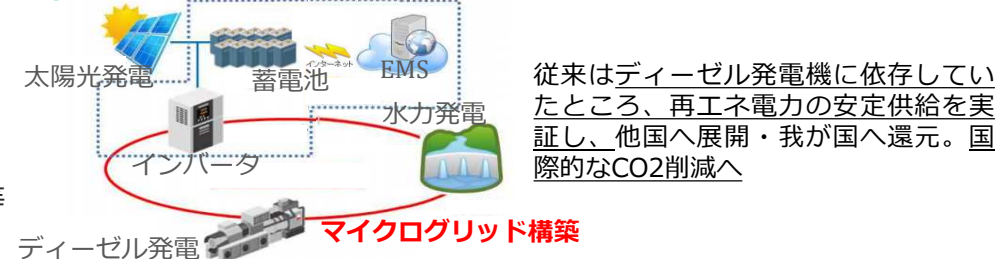 太陽光発電
蓄電池
インターネット
EMS
水力発電
インバータ
ディーゼル発電
マイクログリッド構築
従来はディーゼル発電機に依存してい
たところ、再エネ電力の安定供給を実
証し、他国へ展開・我が国へ還元。国
際的なCO2削減へ